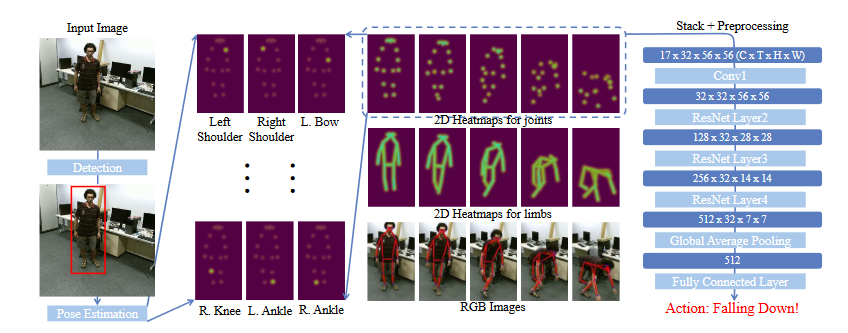 Input Image
Detection
Pose Estimation
Left
Shoulder
Right
Shoulder
L. Bow
R. Knee
L. Ankle
R. Ankle
2D Heatmaps for joints
2D Heatmaps for limbs
RGB Images
Stack + Preprocessing
17 x 32 x 56 x 56 (C x T x H x W)
Conv1
32 x 32 x 56 x 56
ResNet Layer2
128 x 32 x 28 x 28
ResNet Layer3
256 x 32 x 14 x 14
ResNet Layer4
512 x 32 x 7 x 7
Global Average Pooling
512
Fully Connected Layer
Action: Falling Down!